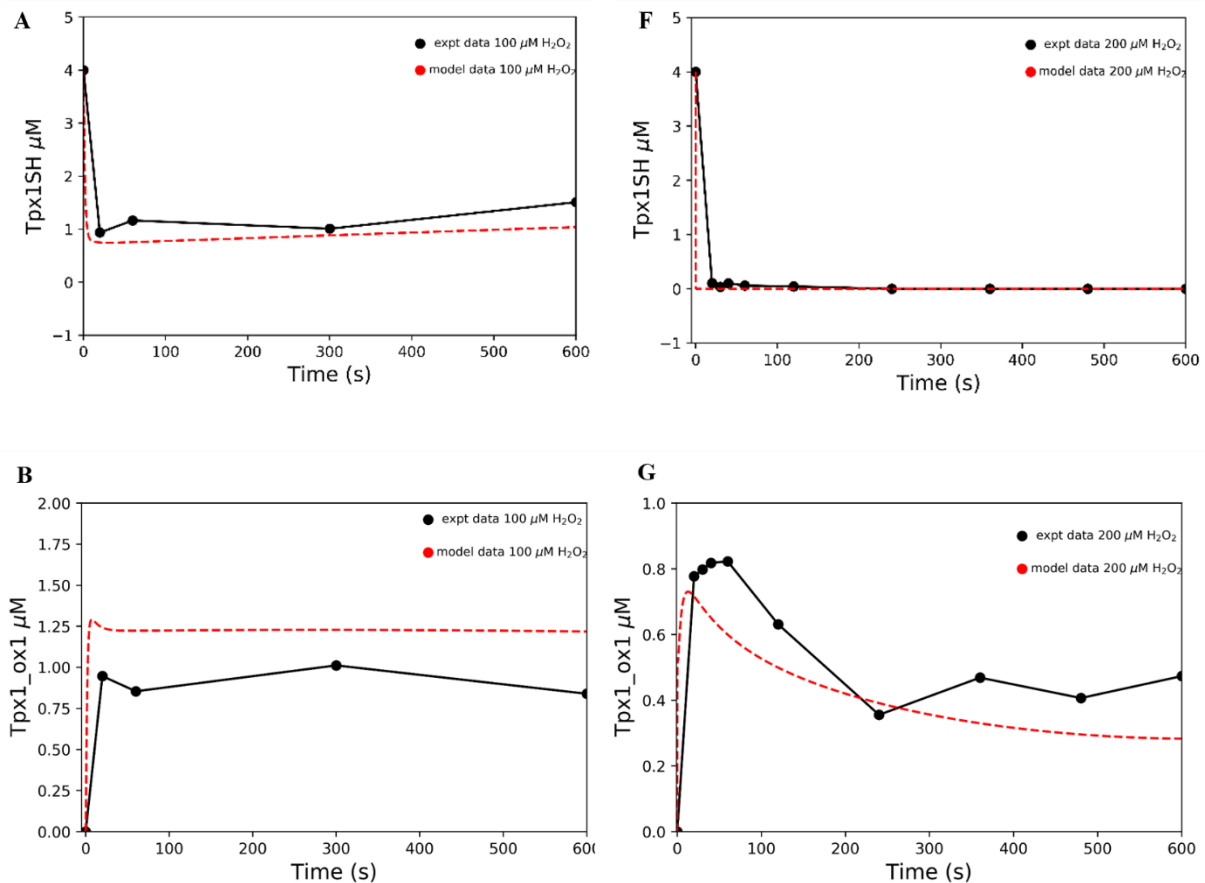 A
5
4
3
2
1
0
−1
Tpx1SH μM
expt data 100 μM H₂O₂
model data 100 μM H₂O₂
0 100 200 300 400 500 600
Time (s)
F
5
4
3
2
1
0
−1
Tpx1SH μM
expt data 200 μM H₂O₂
model data 200 μM H₂O₂
0 100 200 300 400 500 600
Time (s)
B
2.00
1.75
1.50
1.25
1.00
0.75
0.50
0.25
0.00
Tpx1_ox1 μM
expt data 100 μM H₂O₂
model data 100 μM H₂O₂
0 100 200 300 400 500 600
Time (s)
G
1.0
0.8
0.6
0.4
0.2
0.0
Tpx1_ox1 μM
expt data 200 μM H₂O₂
model data 200 μM H₂O₂
0 100 200 300 400 500 600
Time (s)